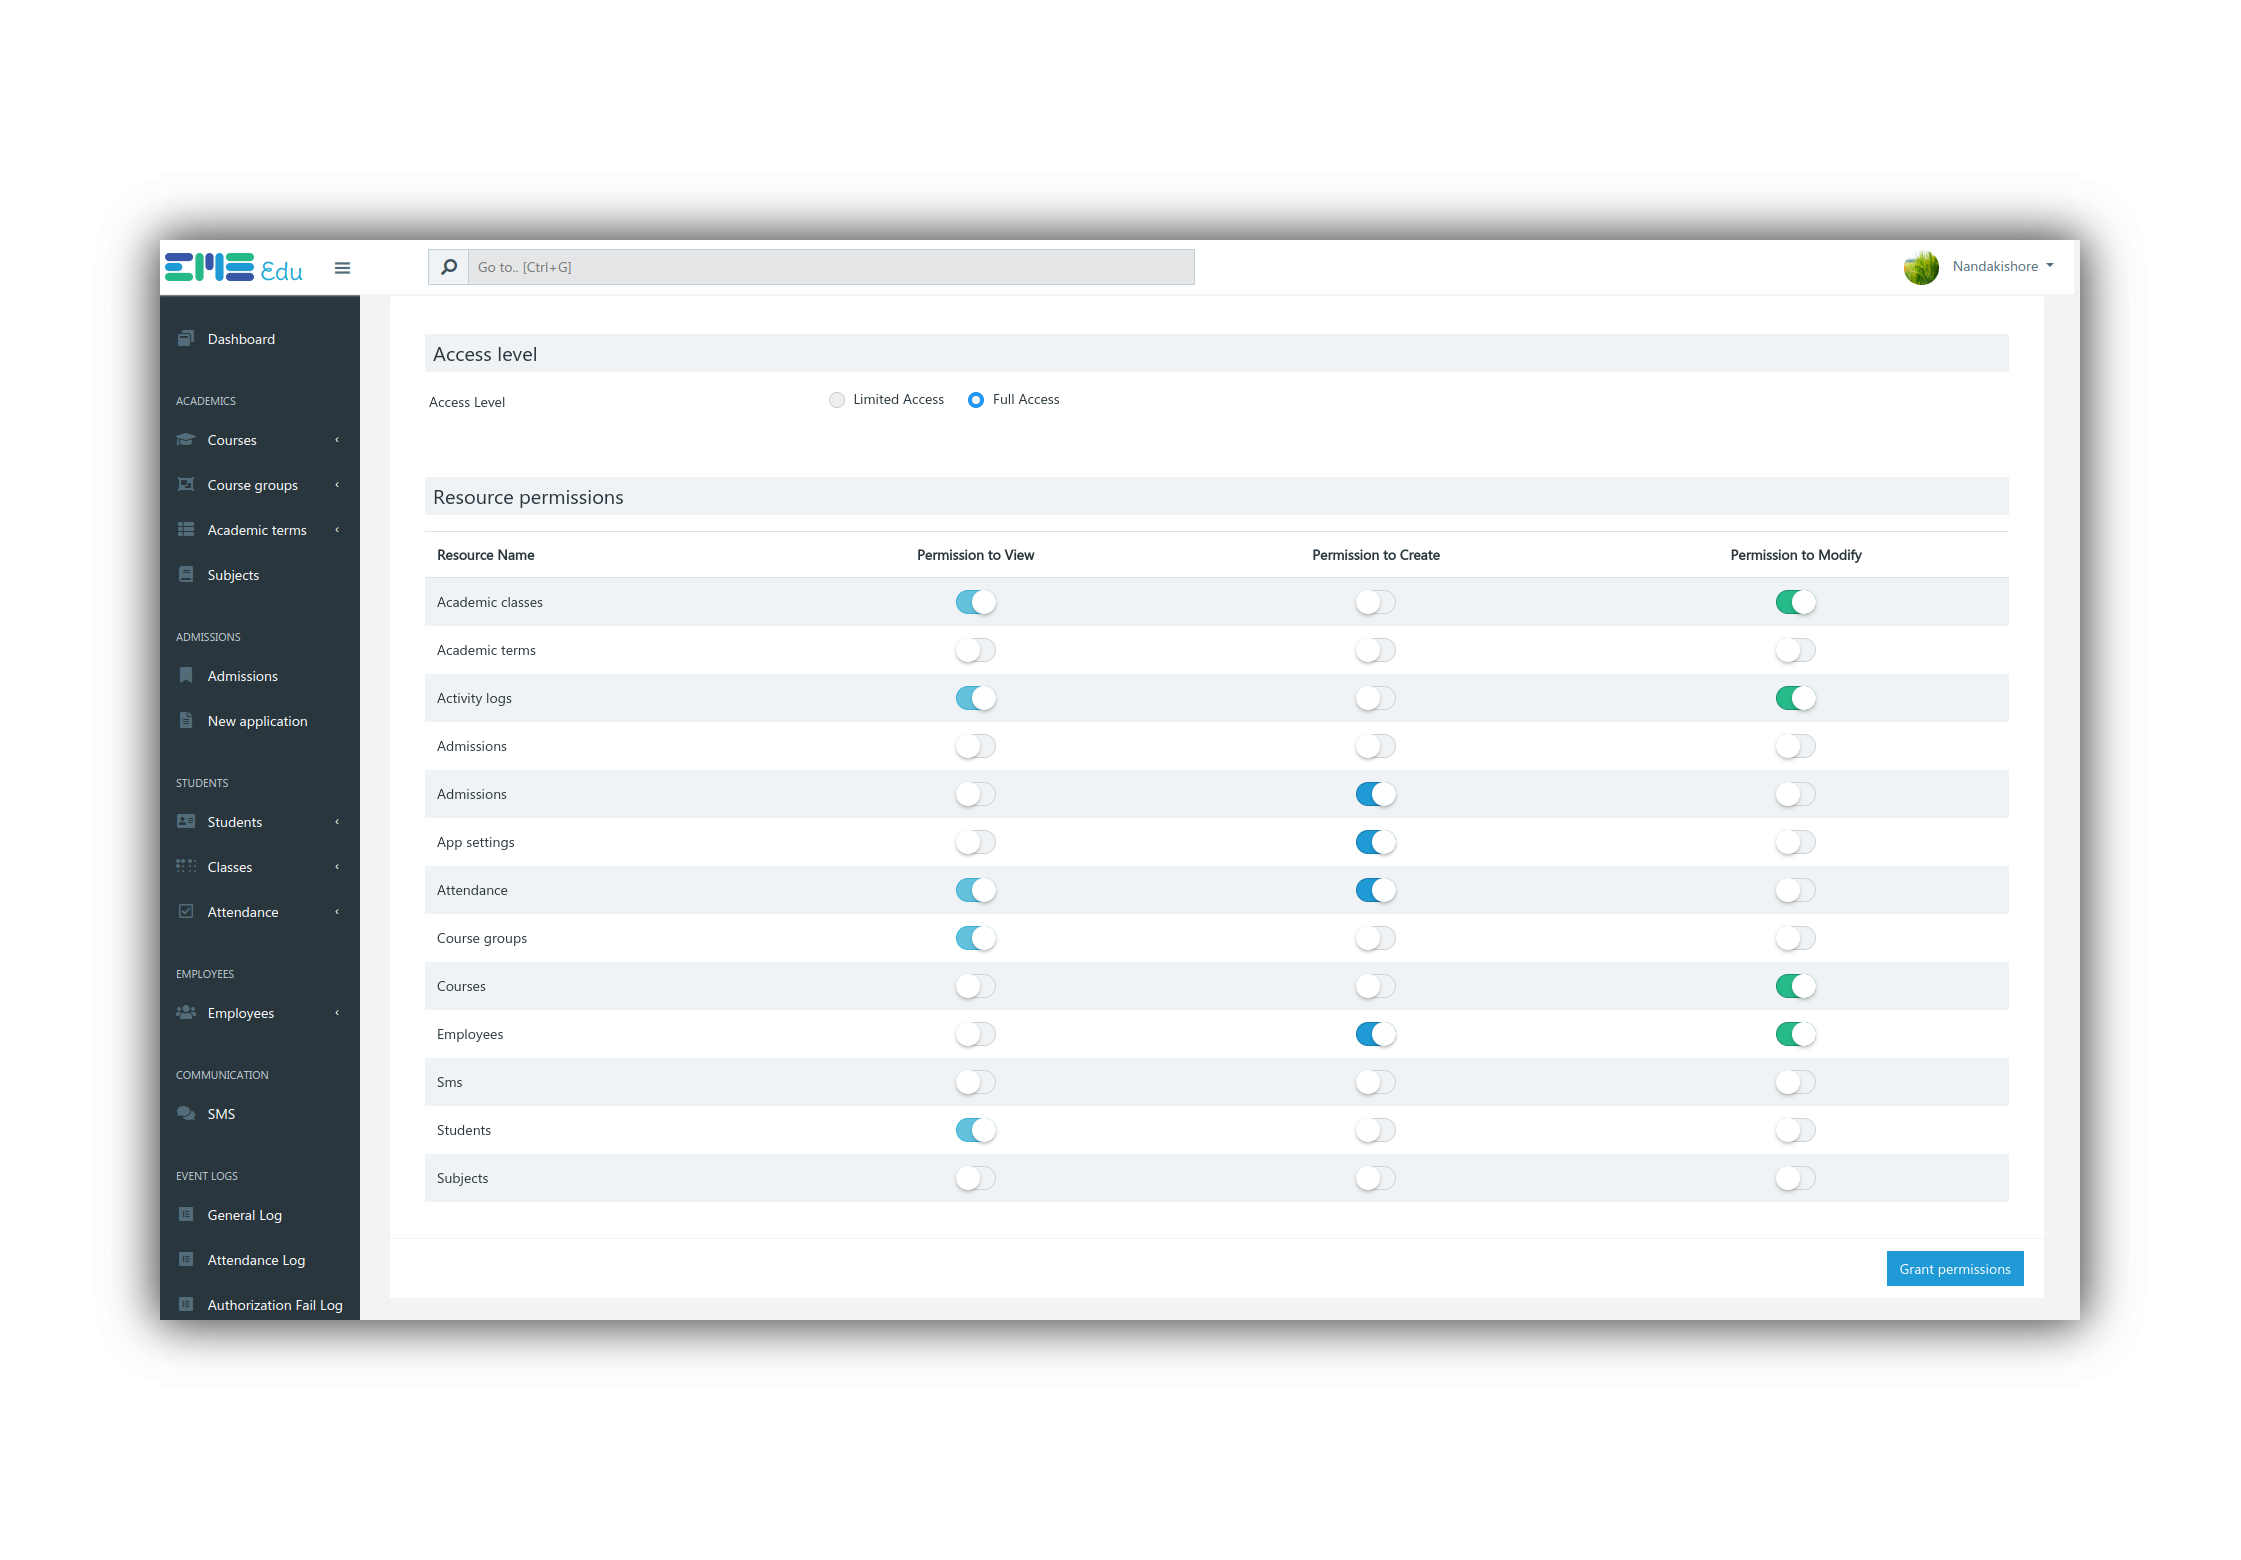 EME Edu
Go to.. [Ctrl+G]
Nandakishore
Dashboard
ACADEMICS
Courses
Course groups
Academic terms
Subjects
ADMISSIONS
Admissions
New application
STUDENTS
Students
Classes
Attendance
EMPLOYEES
Employees
COMMUNICATION
SMS
EVENT LOGS
General Log
Attendance Log
Authorization Fail Log
Access level
Access Level Limited Access Full Access
Resource permissions
Resource Name Permission to View Permission to Create Permission to Modify
Academic classes
Academic terms
Activity logs
Admissions
Admissions
App settings
Attendance
Course groups
Courses
Employees
Sms
Students
Subjects
Grant permissions